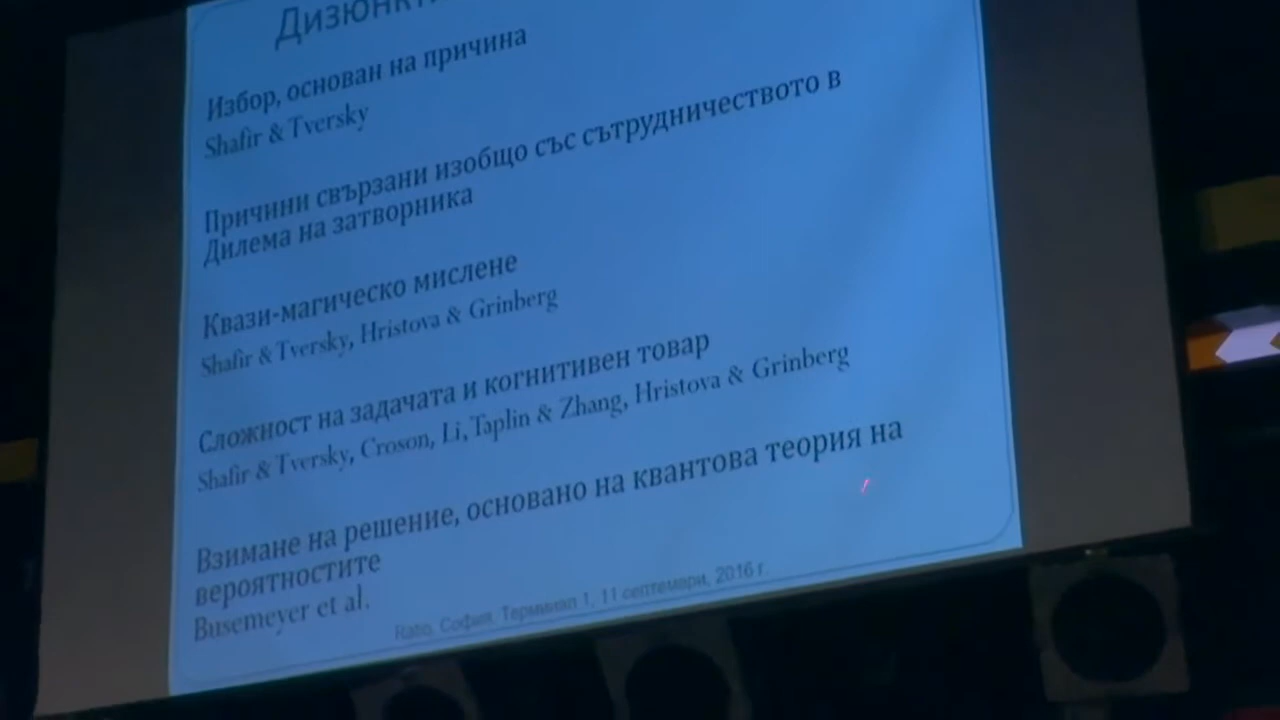 Избор, основан на причина
Shafir & Tversky
Причини свързани изобщо със сътрудничеството в
Дилема на затворника
Квази-магическо мислене
Shafir & Tversky, Hristova & Grinberg
Сложност на задачата и когнитивен товар
Shafir & Tversky, Croson, Li, Taplin & Zhang, Hristova & Grinberg
Взимане на решение, основано на квантова теория на
вероятностите
Busemeyer et al.
Ratio, София, Терминал 1, 11 септември, 2016 г.